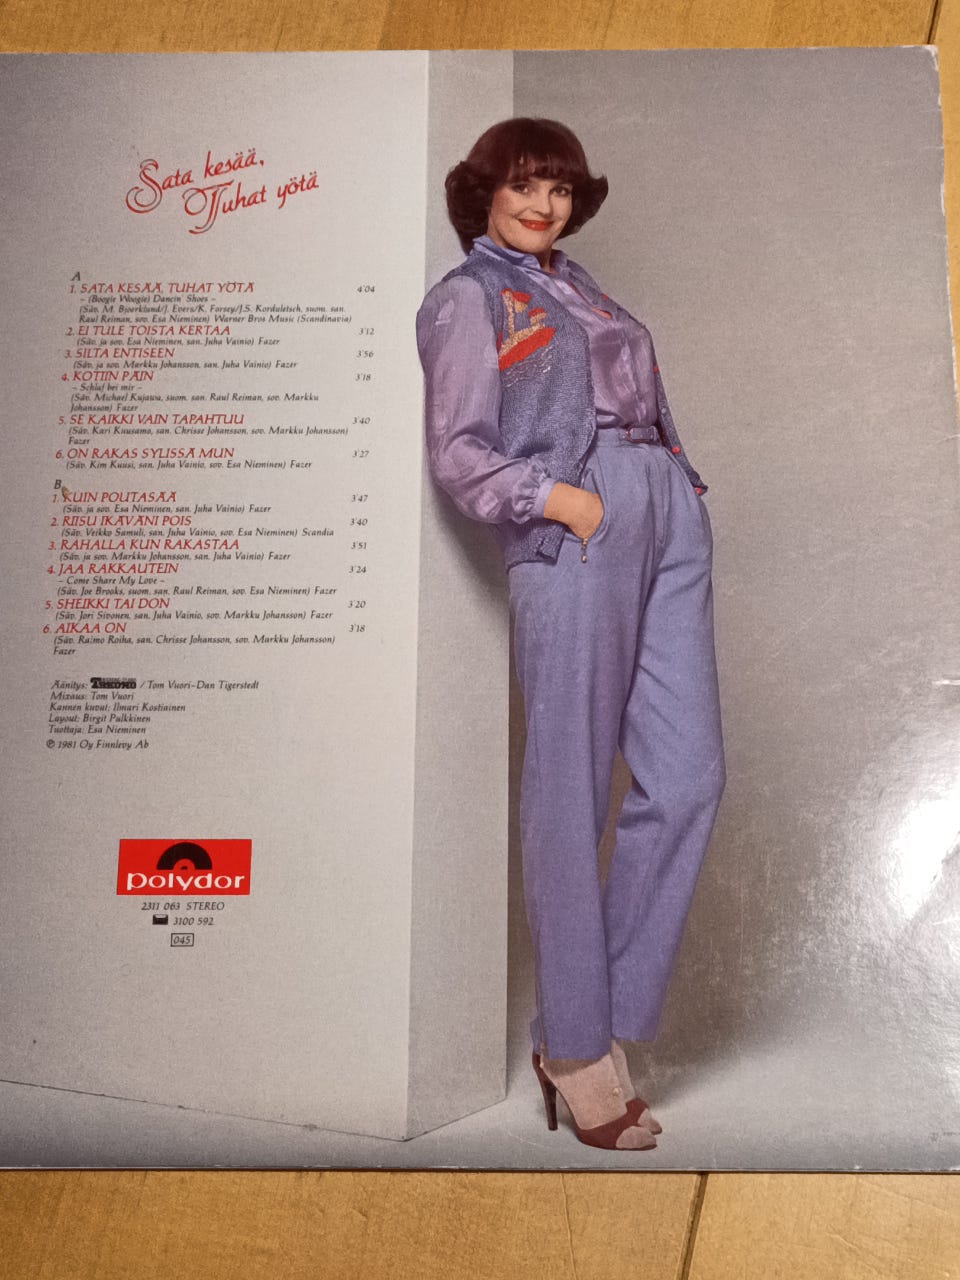 Sata kesää,
Tuhat yötä
A
1. SATA KESÄÄ, TUHAT YÖTÄ 4'04
– (Boogie Woogie) Dancin' Shoes –
(Säv. M. Bjoerklund/J. Evers/K. Forsey/J.S. Korduletsch, suom. san.
Raul Reiman, sov. Esa Nieminen) Warner Bros Music (Scandinavia)
2. EI TULE TOISTA KERTAA 3'12
(Säv. ja sov. Esa Nieminen, san. Juha Vainio) Fazer
3. SILTA ENTISEEN 3'56
(Säv. ja sov. Markku Johansson, san. Juha Vainio) Fazer
4. KOTIIN PÄIN 3'18
– Schlaf bei mir –
(Säv. Michael Kujawa, suom. san. Raul Reiman, sov. Markku
Johansson) Fazer
5. SE KAIKKI VAIN TAPAHTUU 3'40
(Säv. Kari Kuusamo, san. Chrisse Johansson, sov. Markku Johansson)
Fazer
6. ON RAKAS SYLISSÄ MUN 3'27
(Säv. Kim Kuusi, san. Juha Vainio, sov. Esa Nieminen) Fazer
B
1. KUIN POUTASÄÄ 3'47
(Säv. ja sov. Esa Nieminen, san. Juha Vainio) Fazer
2. RIISU IKÄVÄNI POIS 3'40
(Säv. Veikko Samuli, san. Juha Vainio, sov. Esa Nieminen) Scandia
3. RAHALLA KUN RAKASTAA 3'51
(Säv. ja sov. Markku Johansson, san. Juha Vainio) Fazer
4. JAA RAKKAUTEIN 3'24
– Come Share My Love –
(Säv. Joe Brooks, suom. san. Raul Reiman, sov. Esa Nieminen) Fazer
5. SHEIKKI TAI DON 3'20
(Säv. Jori Sivonen, san. Juha Vainio, sov. Markku Johansson) Fazer
6. AIKAA ON 3'18
(Säv. Raimo Roiha, san. Chrisse Johansson, sov. Markku Johansson)
Fazer
Äänitys: / Tom Vuori–Dan Tigerstedt
Mixaus: Tom Vuori
Kannen kuvat: Ilmari Kostiainen
Layout: Birgit Pulkkinen
Tuottaja: Esa Nieminen
℗ 1981 Oy Finnlevy Ab
polydor
2311 063 STEREO
3100 592
045